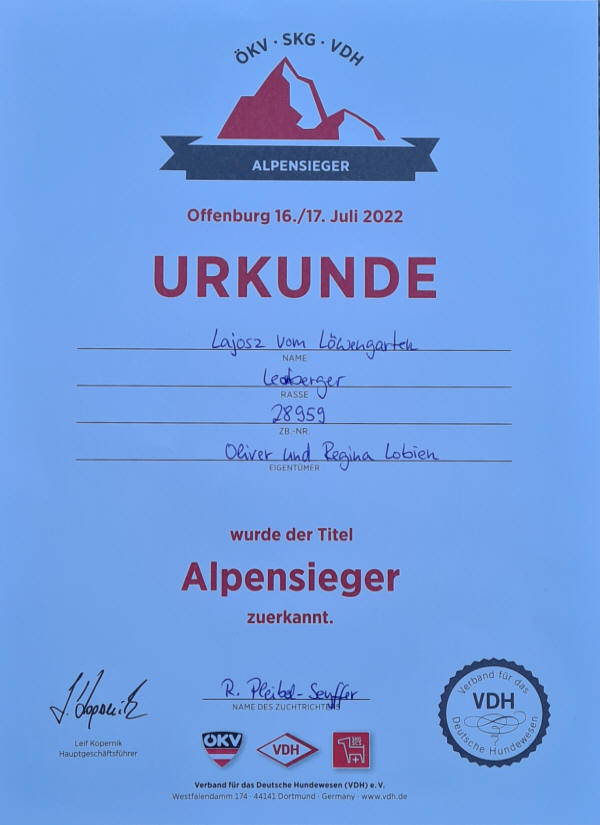 ÖKV · SKG · VDH
ALPENSIEGER
Offenburg 16./17. Juli 2022
URKUNDE
Lajosz vom Löwengarten
NAME
Leonberger
RASSE
28959
ZB.-NR.
Oliver und Regina Lobien
EIGENTÜMER
wurde der Titel
Alpensieger
zuerkannt.
R. Pleibel-Seuffer
NAME DES ZUCHTRICHTERS
Leif Kopernik
Hauptgeschäftsführer
Verband für das
VDH
Deutsche Hundewesen
ÖKV
VDH
Verband für das Deutsche Hundewesen (VDH) e. V.
Westfalendamm 174 · 44141 Dortmund · Germany · www.vdh.de